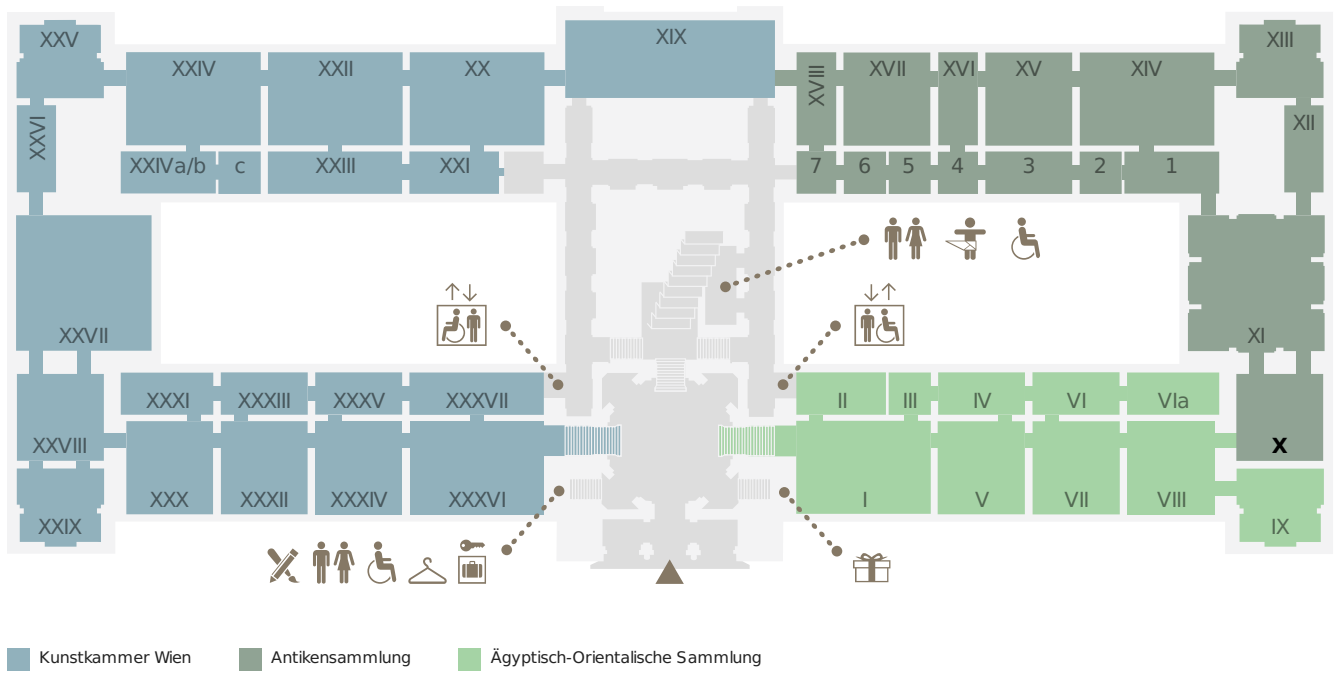 XXV
XIX
XIII
XXIV
XXII
XX
XVIII
XVII
XVI
XV
XIV
XXVI
XII
XXIVa/b
c
XXIII
XXI
7
6
5
4
3
2
1
XXVII
XI
XXXI
XXXIII
XXXV
XXXVII
II
III
IV
VI
VIa
XXVIII
X
XXX
XXXII
XXXIV
XXXVI
I
V
VII
VIII
XXIX
IX
Kunstkammer Wien
Antikensammlung
Ägyptisch-Orientalische Sammlung